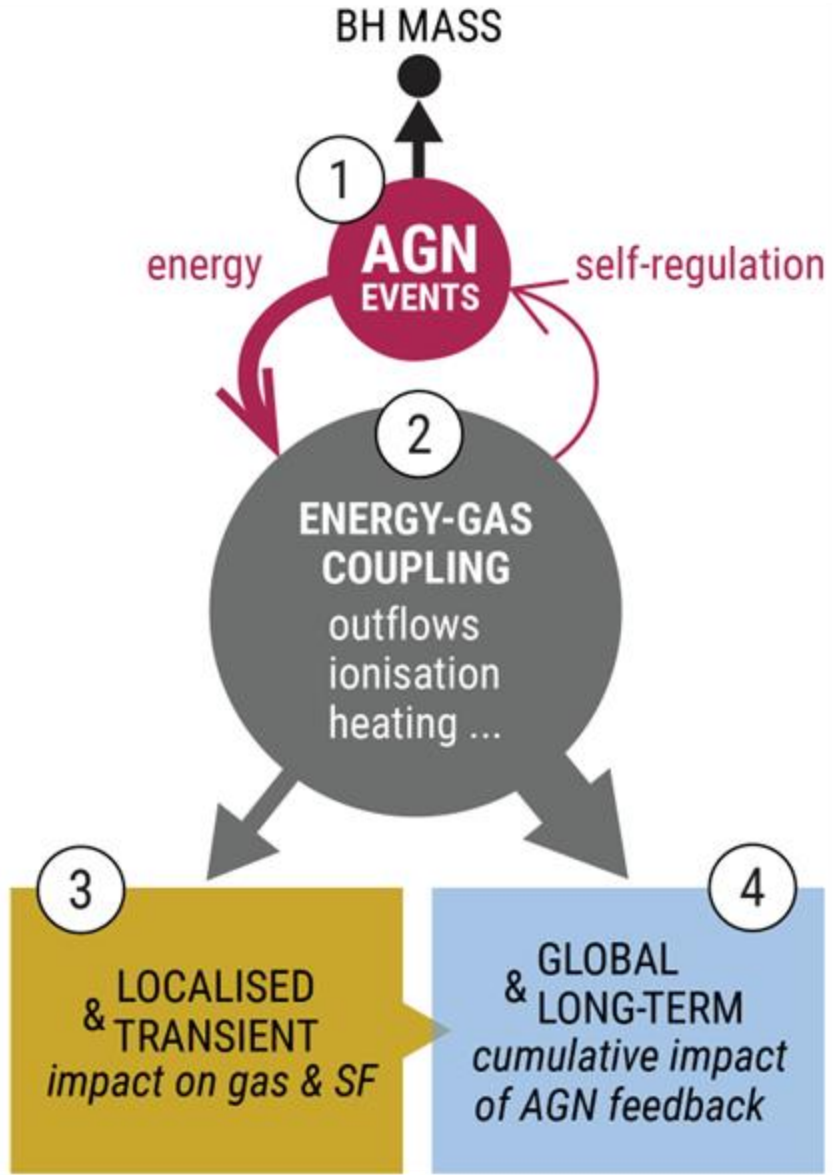 BH MASS
1
AGN
EVENTS
energy
self-regulation
2
ENERGY-GAS
COUPLING
outflows
ionisation
heating ...
3
LOCALISED
& TRANSIENT
impact on gas & SF
4
GLOBAL
& LONG-TERM
cumulative impact
of AGN feedback